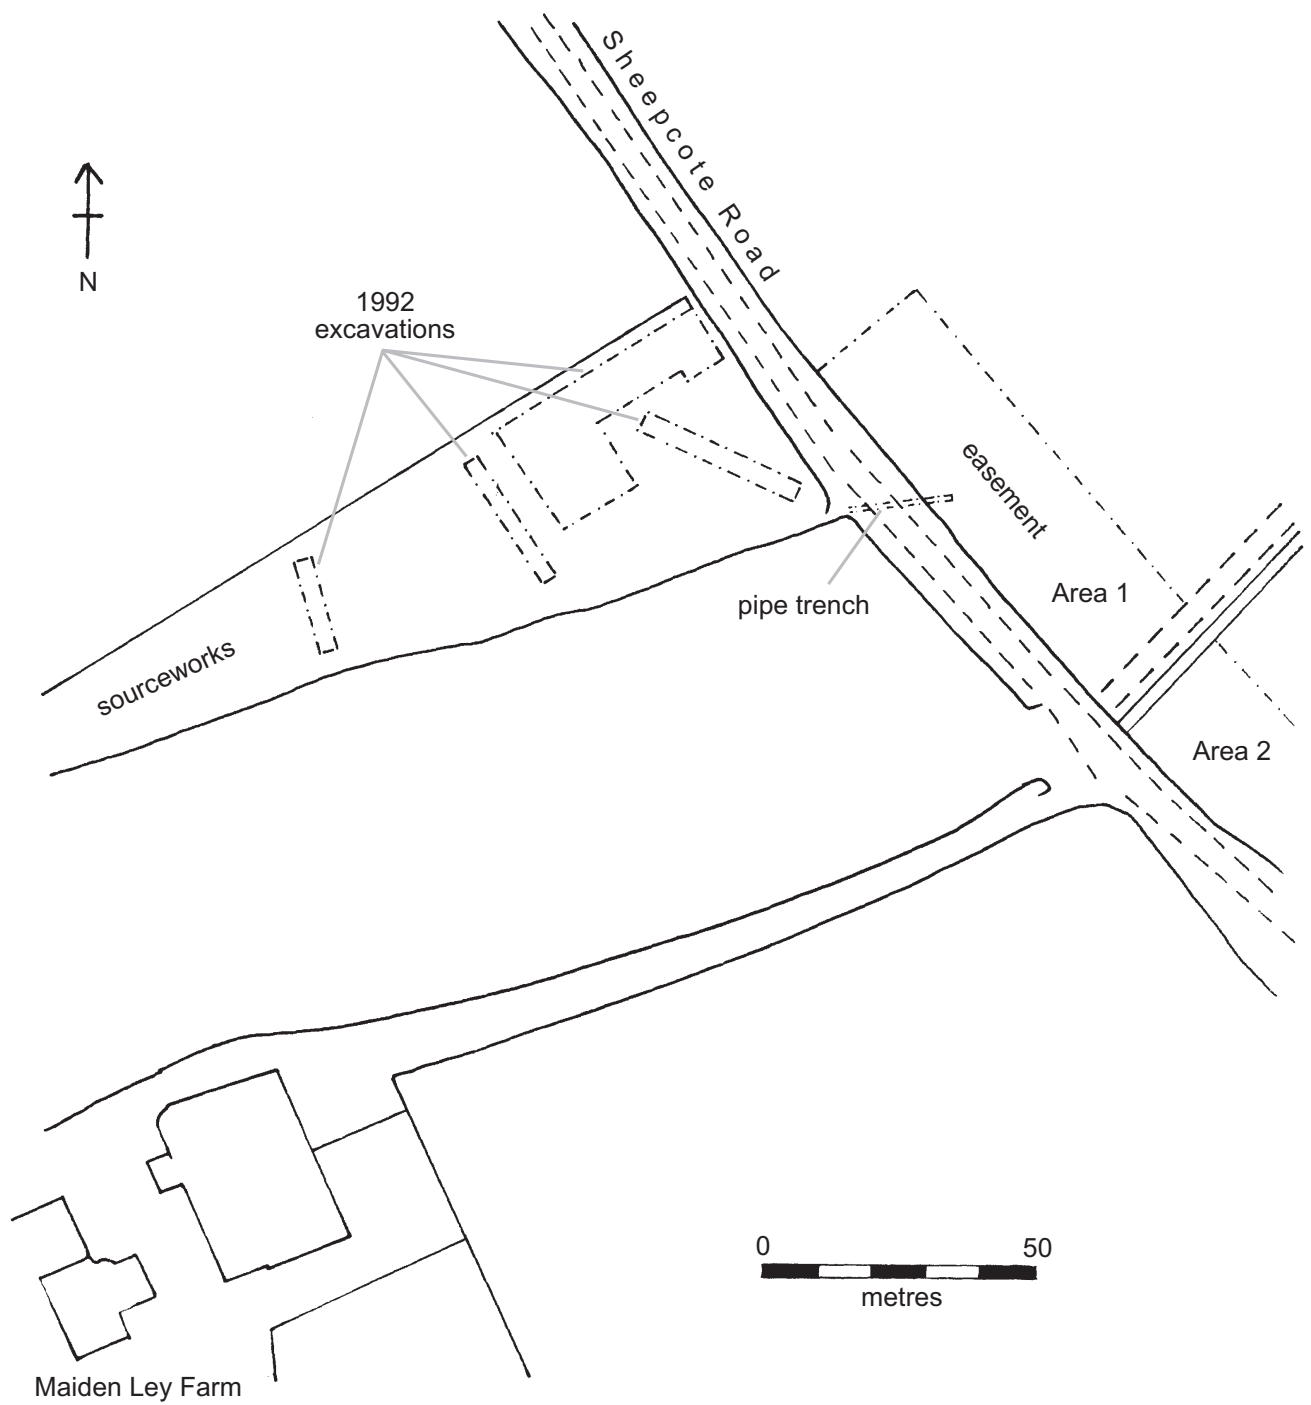 Sheepcote Road
N
1992
excavations
easement
Area 1
pipe trench
sourceworks
Area 2
0 50
metres
Maiden Ley Farm